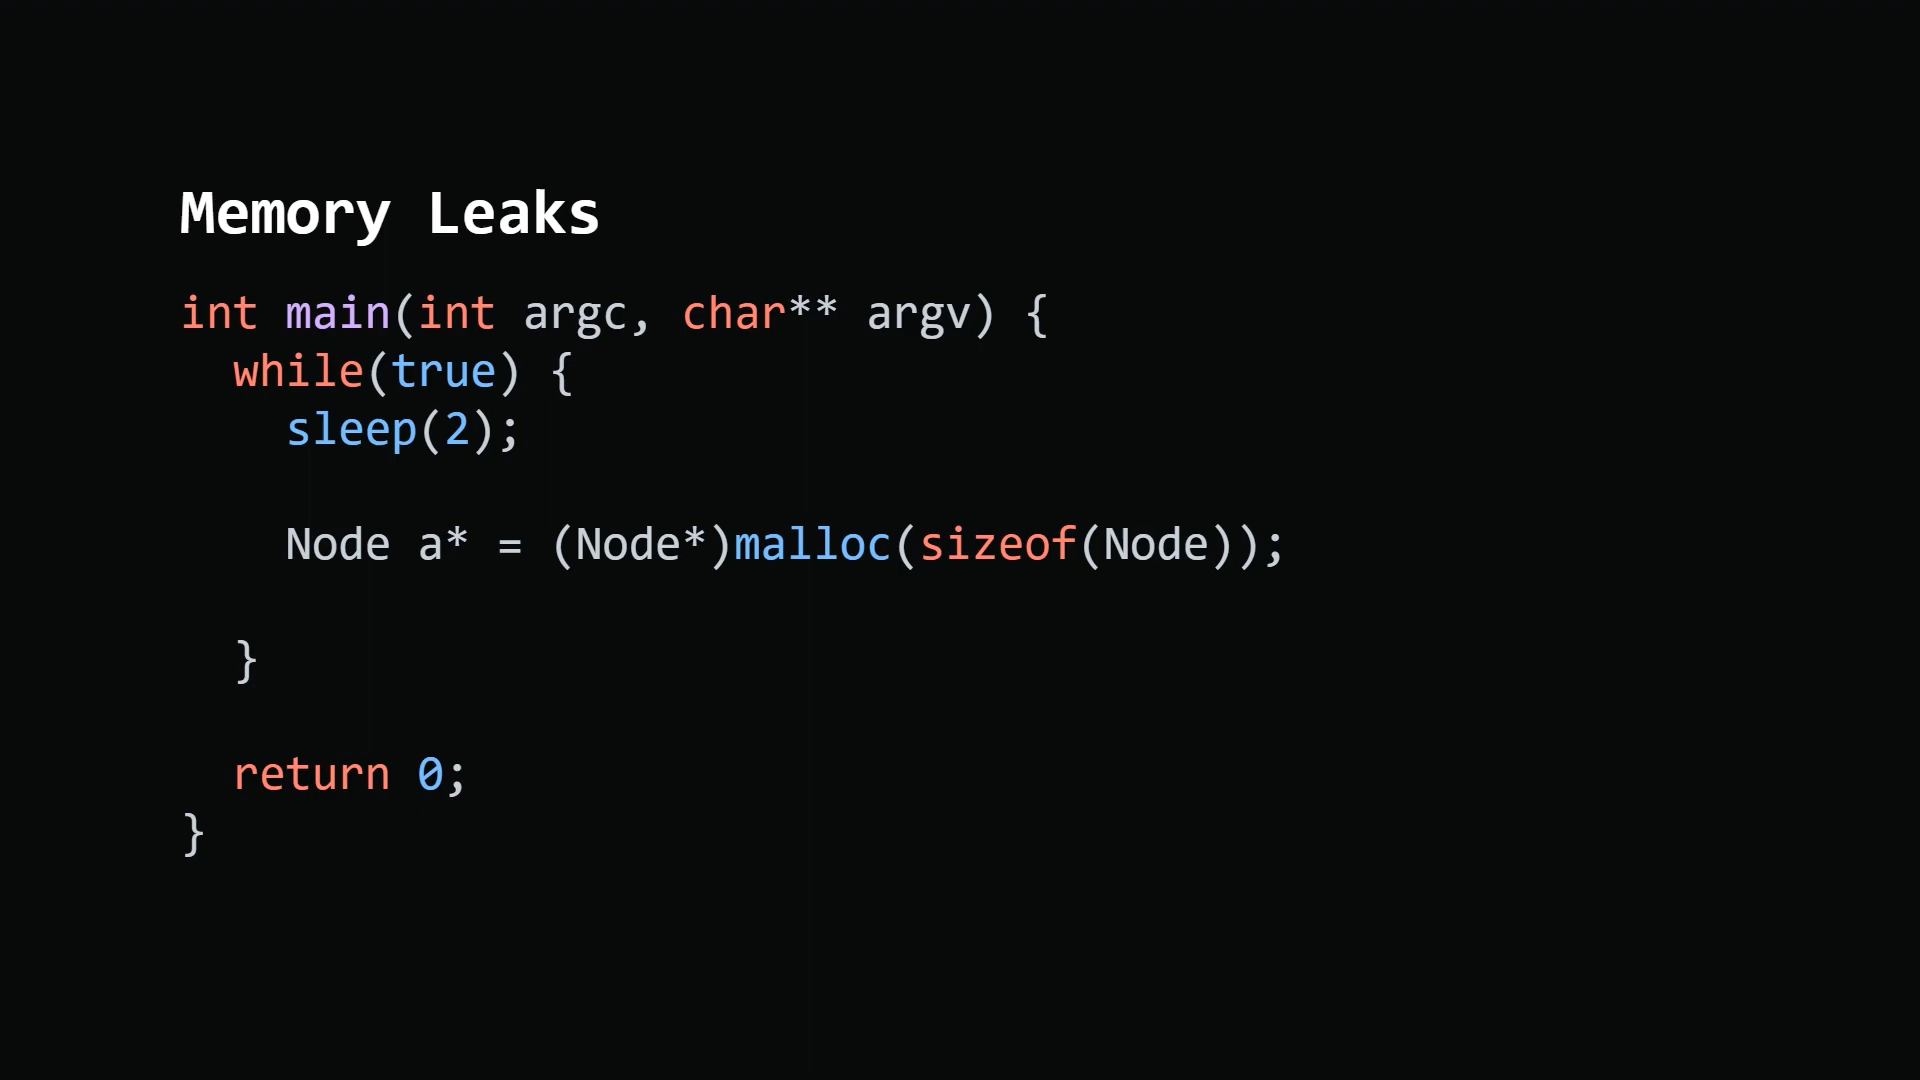 Memory Leaks
int main(int argc, char** argv) {
while(true) {
sleep(2);
Node a* = (Node*)malloc(sizeof(Node));
}
return 0;
}